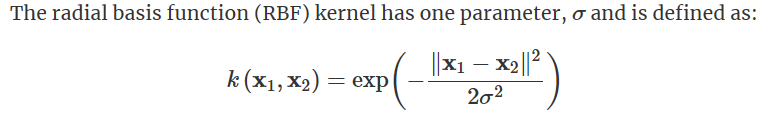 The radial basis function (RBF) kernel has one parameter, σ and is defined as:
k (x₁, x₂) = exp(−‖x₁ − x₂‖² / 2σ²)